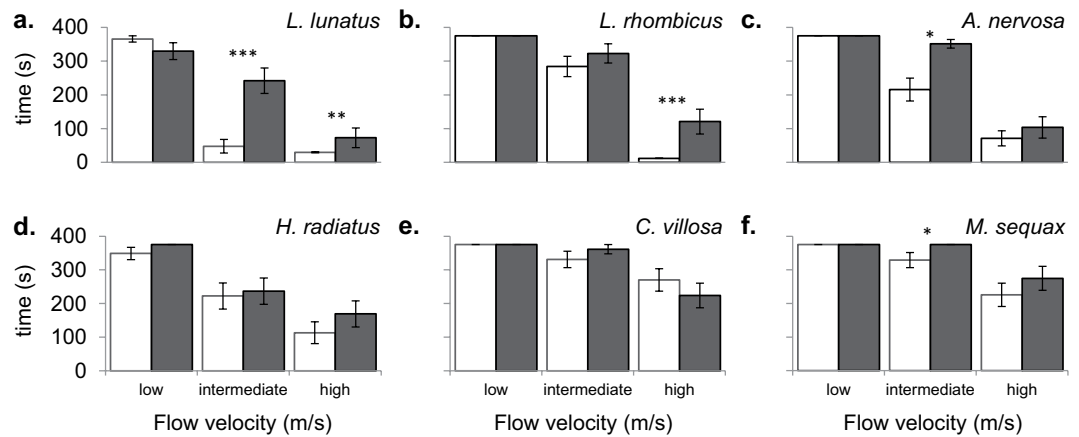 a. L. lunatus
b. L. rhombicus
c. A. nervosa
time (s)
400
300
200
100
0
***
**
***
*
d. H. radiatus
e. C. villosa
f. M. sequax
time (s)
400
300
200
100
0
*
low intermediate high
low intermediate high
low intermediate high
Flow velocity (m/s)
Flow velocity (m/s)
Flow velocity (m/s)